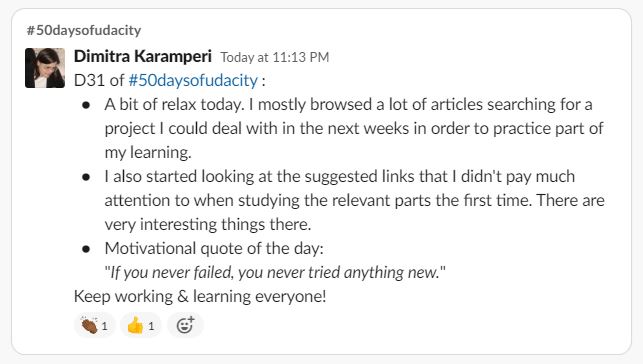 #50daysofudacity
Dimitra Karamperi Today at 11:13 PM
D31 of #50daysofudacity :
• A bit of relax today. I mostly browsed a lot of articles searching for a
project I could deal with in the next weeks in order to practice part of
my learning.
• I also started looking at the suggested links that I didn't pay much
attention to when studying the relevant parts the first time. There are
very interesting things there.
• Motivational quote of the day:
"If you never failed, you never tried anything new."
Keep working & learning everyone!
👏🏾 1 👍 1